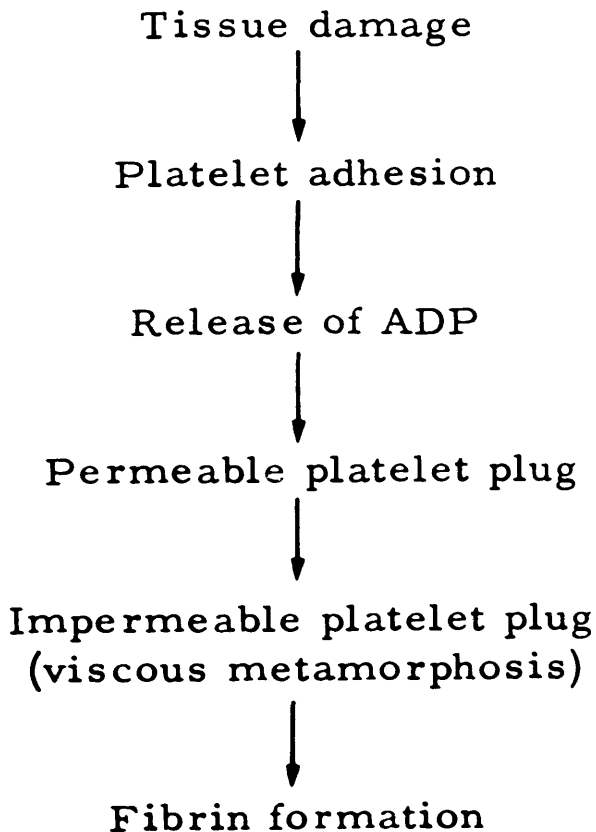 Tissue damage
Platelet adhesion
Release of ADP
Permeable platelet plug
Impermeable platelet plug
(viscous metamorphosis)
Fibrin formation